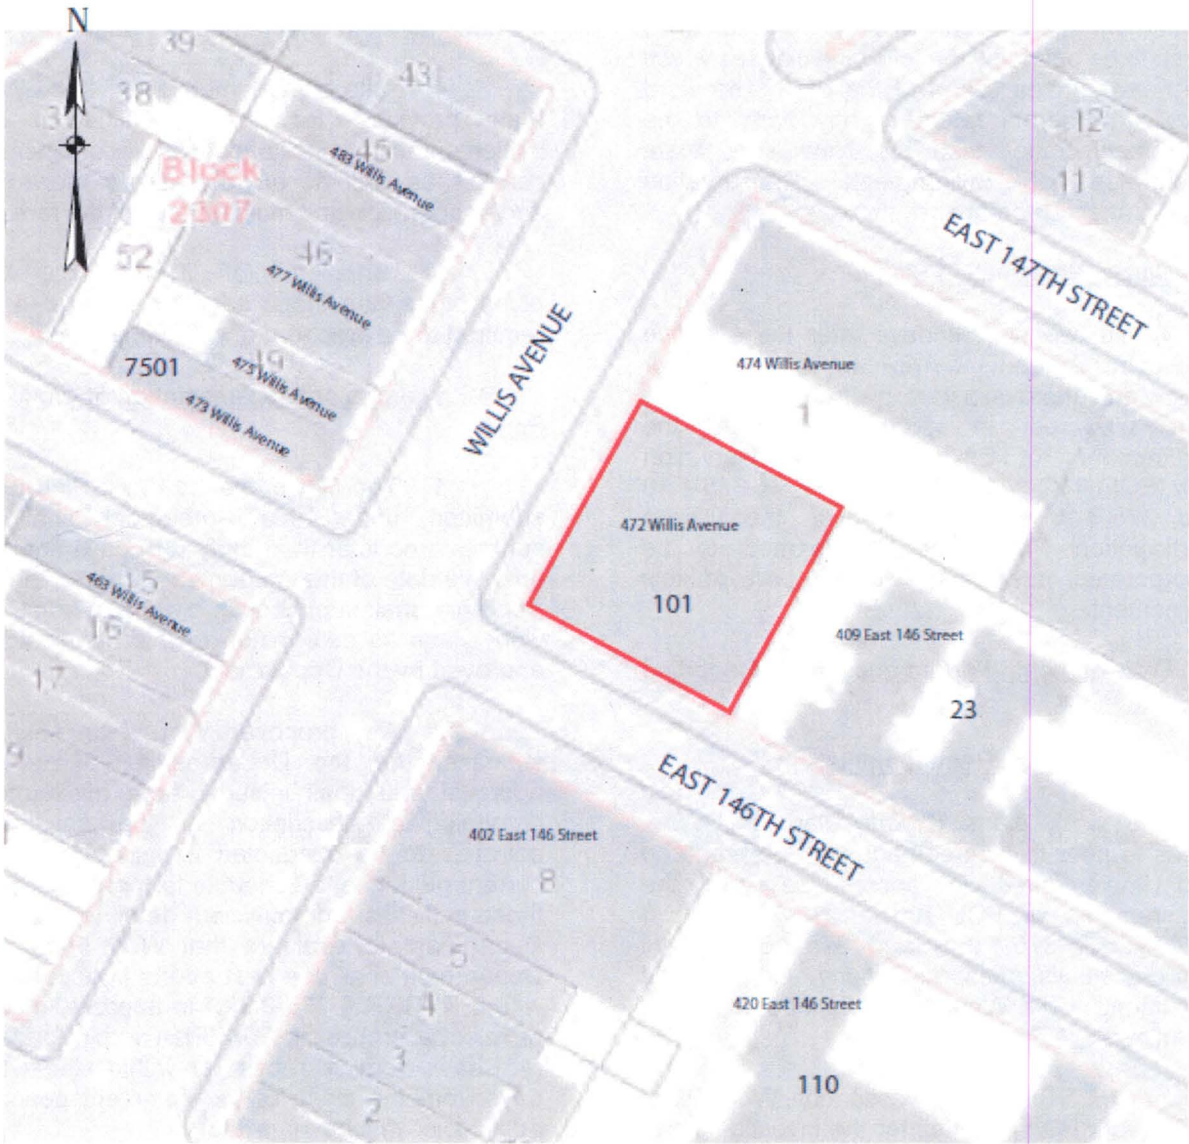 N
39
431
38
45
483 Willis Avenue
12
11
Block
2307
52
46
477 Willis Avenue
EAST 147TH STREET
WILLIS AVENUE
7501
49
475 Willis Avenue
473 Willis Avenue
474 Willis Avenue
1
472 Willis Avenue
101
15
463 Willis Avenue
16
17
409 East 146 Street
23
9
EAST 146TH STREET
402 East 146 Street
8
5
4
3
2
420 East 146 Street
110